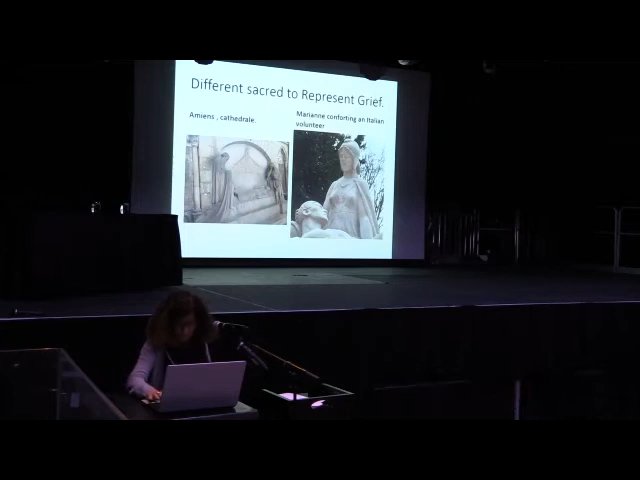 Different sacred to Represent Grief.
Amiens , cathedrale.
Marianne conforting an Italian
volunteer